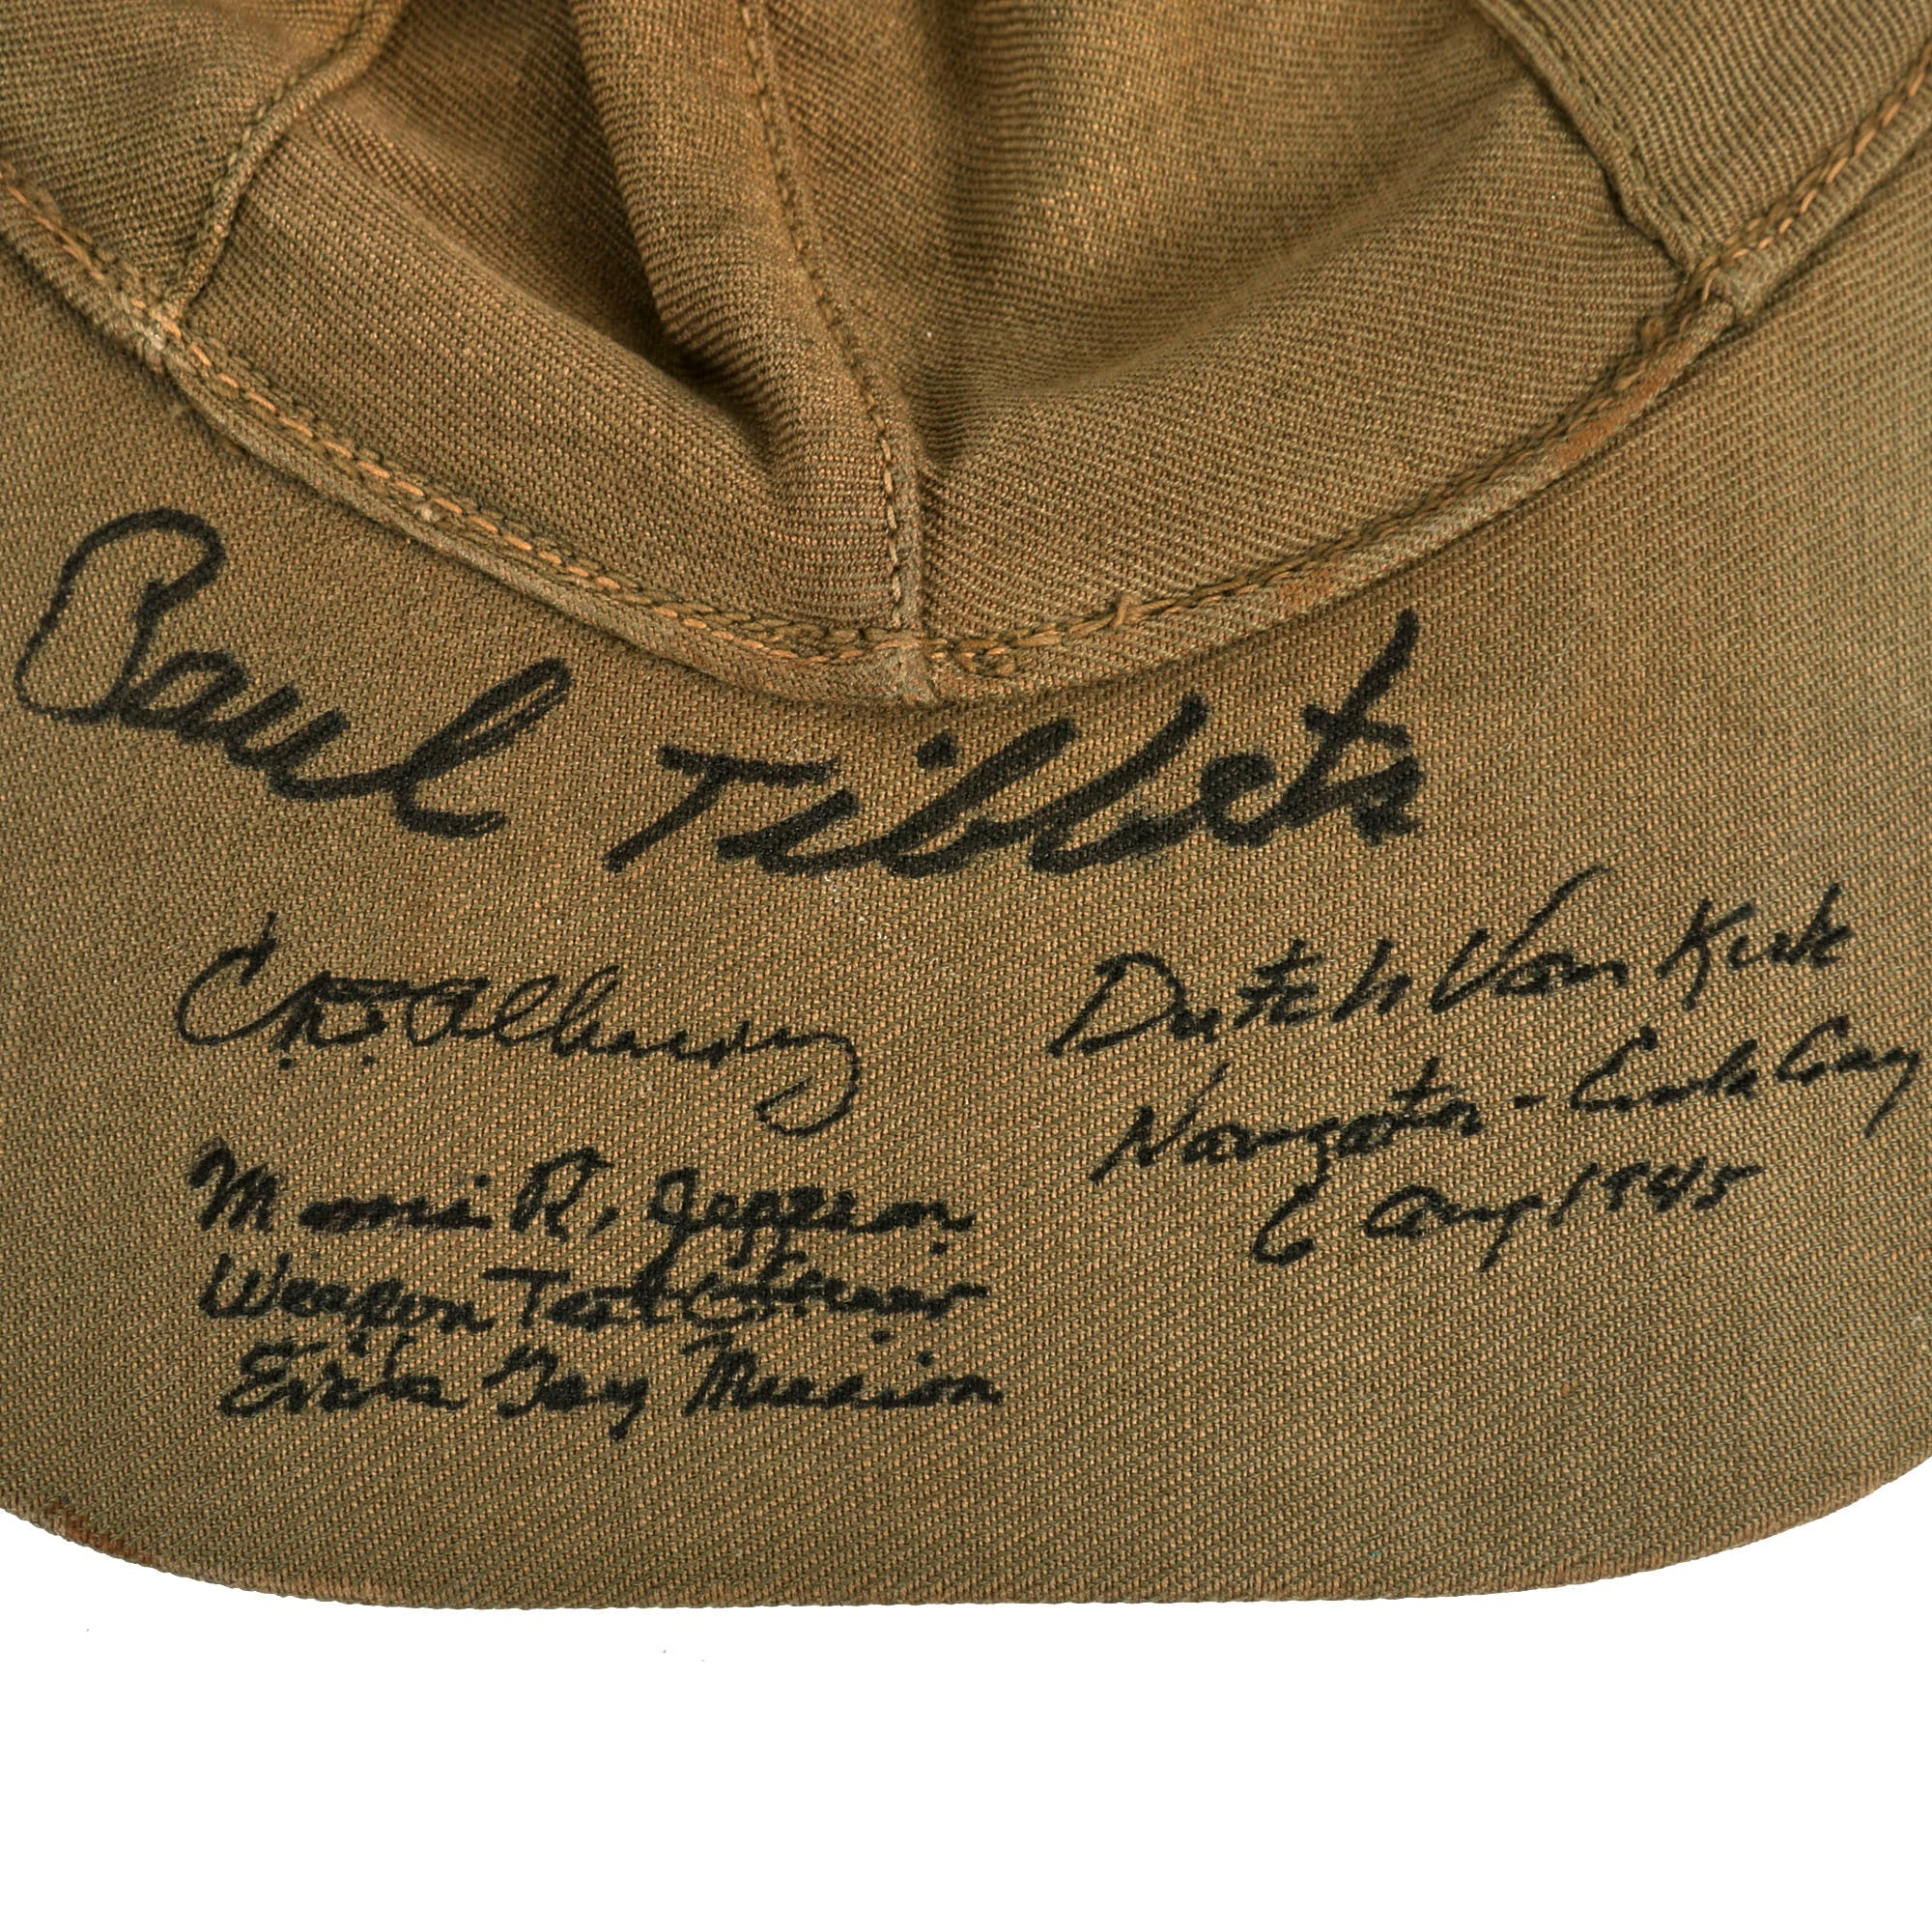 Paul Tibbets
C. D. Albury
Dutch Van Kirk
Navigator - Enola Gay
6 Aug 1945
Morris R. Jeppson
Weapon Test Officer
Enola Gay Mission